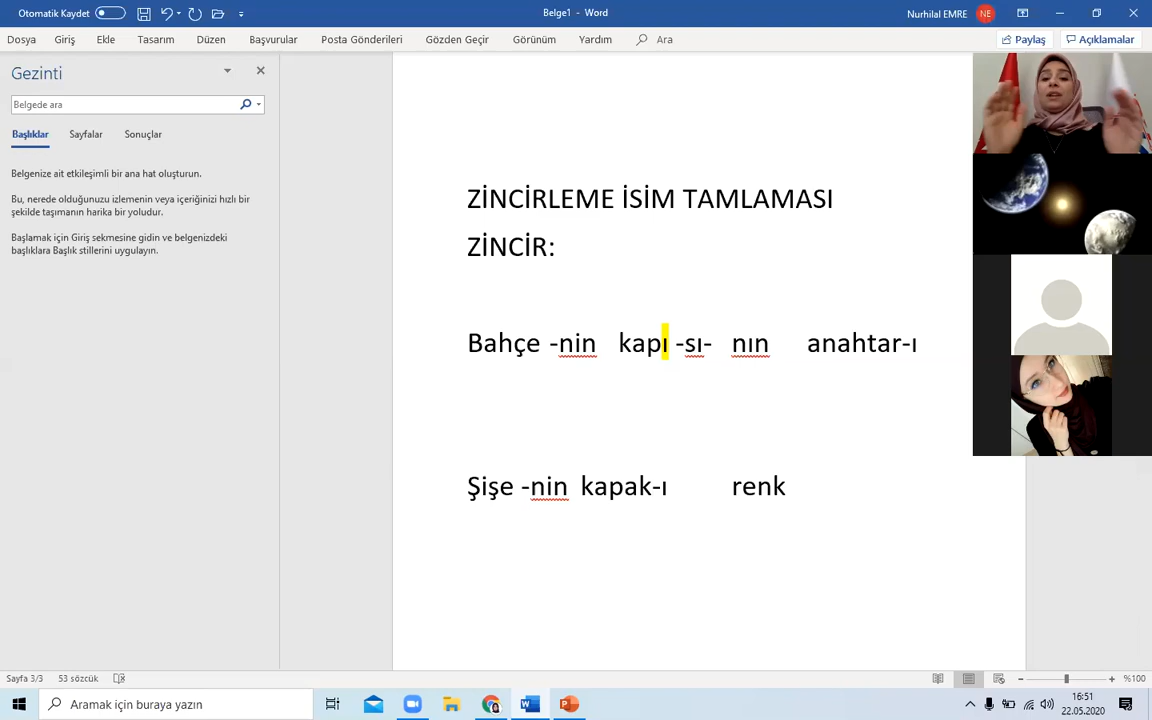 Otomatik Kaydet
Belge1 - Word
Nurhilal EMRE NE
Dosya Giriş Ekle Tasarım Düzen Başvurular Posta Gönderileri Gözden Geçir Görünüm Yardım Ara Paylaş Açıklamalar
Gezinti
Belgede ara
Başlıklar Sayfalar Sonuçlar
Belgenize ait etkileşimli bir ana hat oluşturun.
Bu, nerede olduğunuzu izlemenin veya içeriğinizi hızlı bir
şekilde taşımanın harika bir yoludur.
Başlamak için Giriş sekmesine gidin ve belgenizdeki
başlıklara Başlık stillerini uygulayın.
ZİNCİRLEME İSİM TAMLAMASI
ZİNCİR:
Bahçe -nin kapı -sı- nın anahtar-ı
Şişe -nin kapak-ı renk
Sayfa 3/3 53 sözcük %100
Aramak için buraya yazın
16:51
22.05.2020